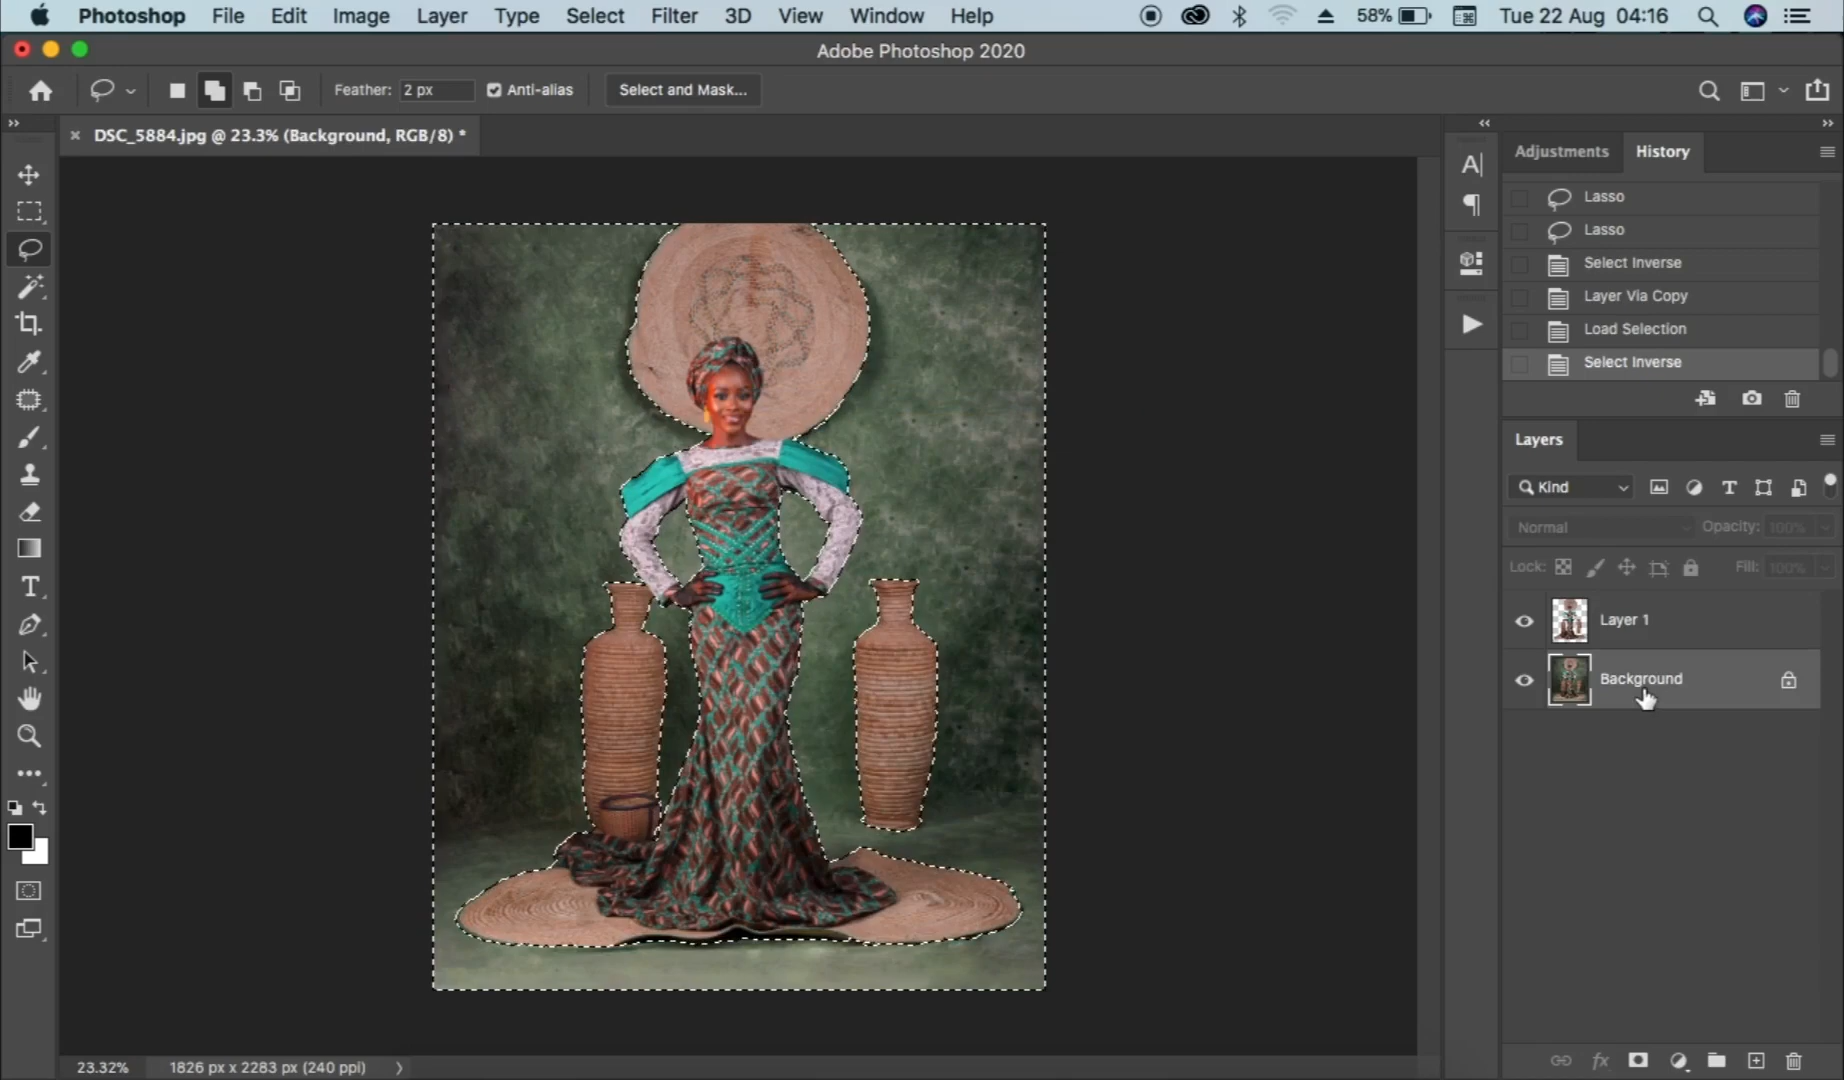 Photoshop File Edit Image Layer Type Select Filter 3D View Window Help 58% Tue 22 Aug 04:16
Adobe Photoshop 2020
Feather: 2 px Anti-alias Select and Mask...
DSC_5884.jpg @ 23.3% (Background, RGB/8) *
Adjustments History
Lasso
Lasso
Select Inverse
Layer Via Copy
Load Selection
Select Inverse
Layers
Kind
Normal Opacity: 100%
Lock: Fill: 100%
Layer 1
Background
23.32% 1826 px x 2283 px (240 ppi)